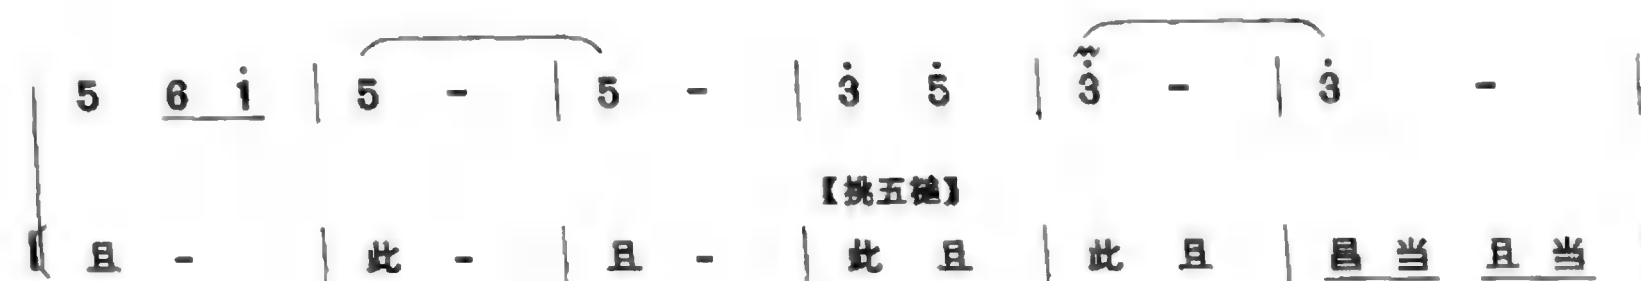 5 6 i̇ | 5 - | 5 - | 3̇ 5̇ | 3̇ - | 3̇ - |
【挑五槌】
且 - | 此 - | 且 - | 此 且 | 此 且 | 昌 当 且 当